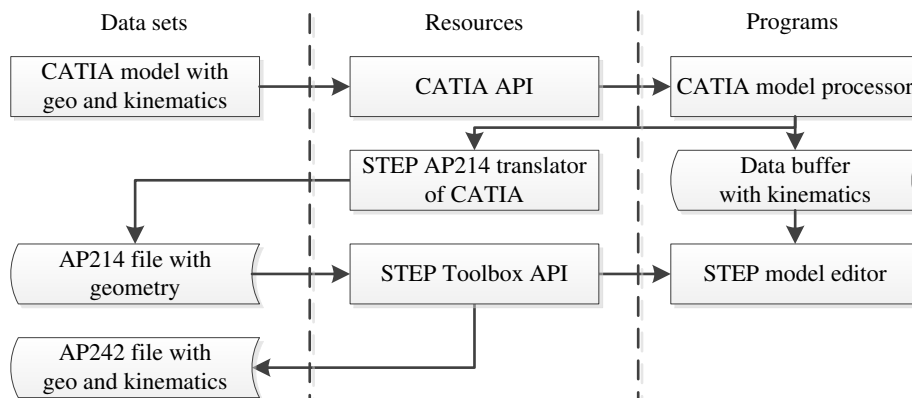 Data sets
Resources
Programs
CATIA model with
geo and kinematics
CATIA API
CATIA model processor
STEP AP214 translator
of CATIA
Data buffer
with kinematics
AP214 file with
geometry
STEP Toolbox API
STEP model editor
AP242 file with
geo and kinematics